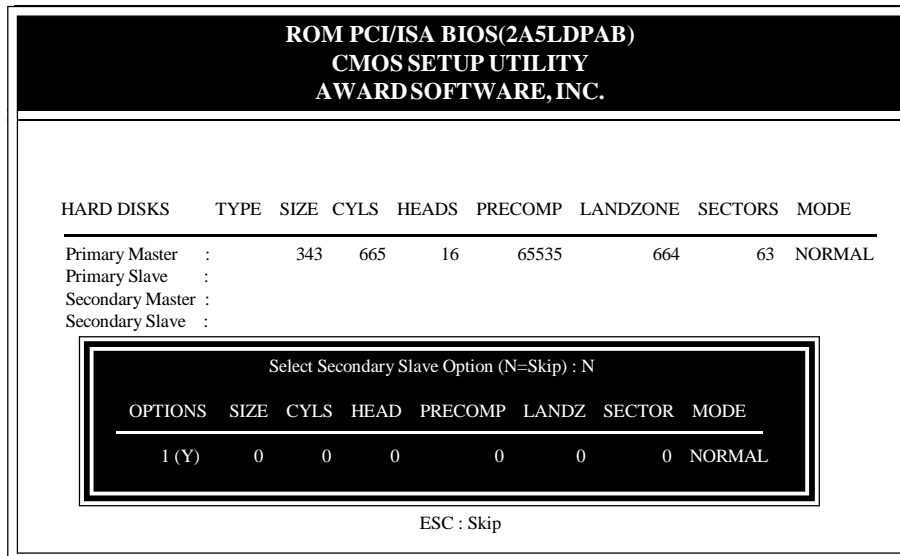 ROM PCI/ISA BIOS(2A5LDPAB)
CMOS SETUP UTILITY
AWARD SOFTWARE, INC.
HARD DISKS TYPE SIZE CYLS HEADS PRECOMP LANDZONE SECTORS MODE
Primary Master : 343 665 16 65535 664 63 NORMAL
Primary Slave :
Secondary Master :
Secondary Slave :
Select Secondary Slave Option (N=Skip) : N
OPTIONS SIZE CYLS HEAD PRECOMP LANDZ SECTOR MODE
1 (Y) 0 0 0 0 0 0 NORMAL
ESC : Skip